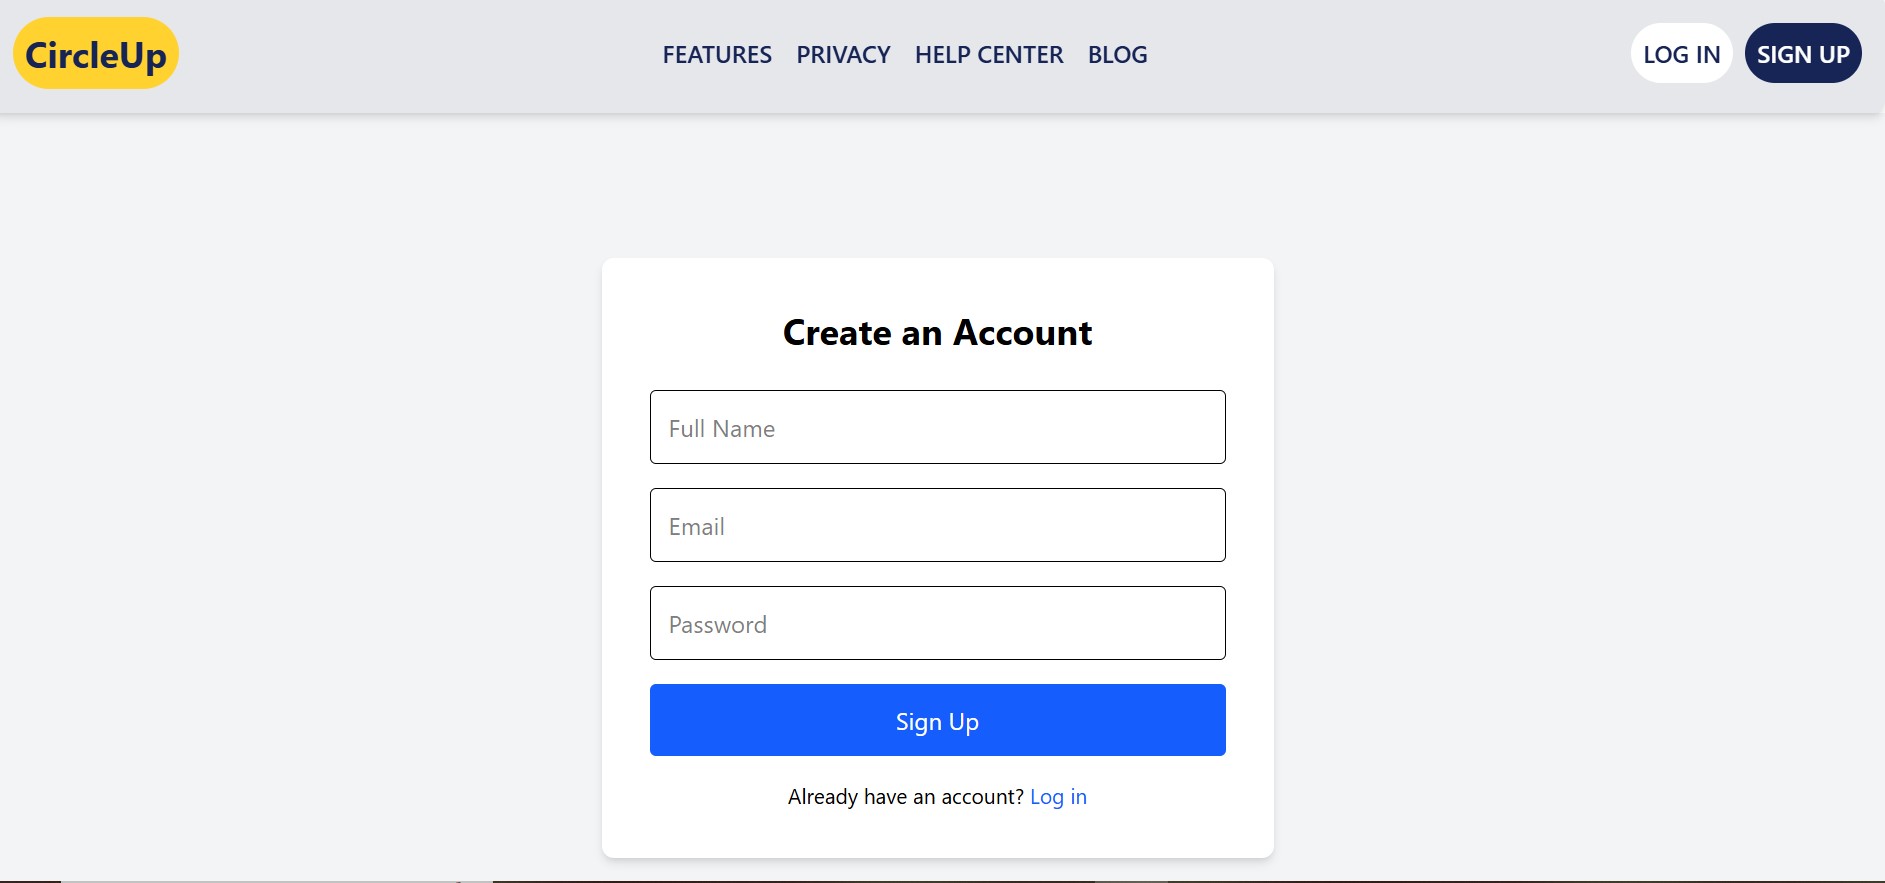 CircleUp
FEATURES PRIVACY HELP CENTER BLOG
LOG IN SIGN UP
Create an Account
Full Name
Email
Password
Sign Up
Already have an account? Log in